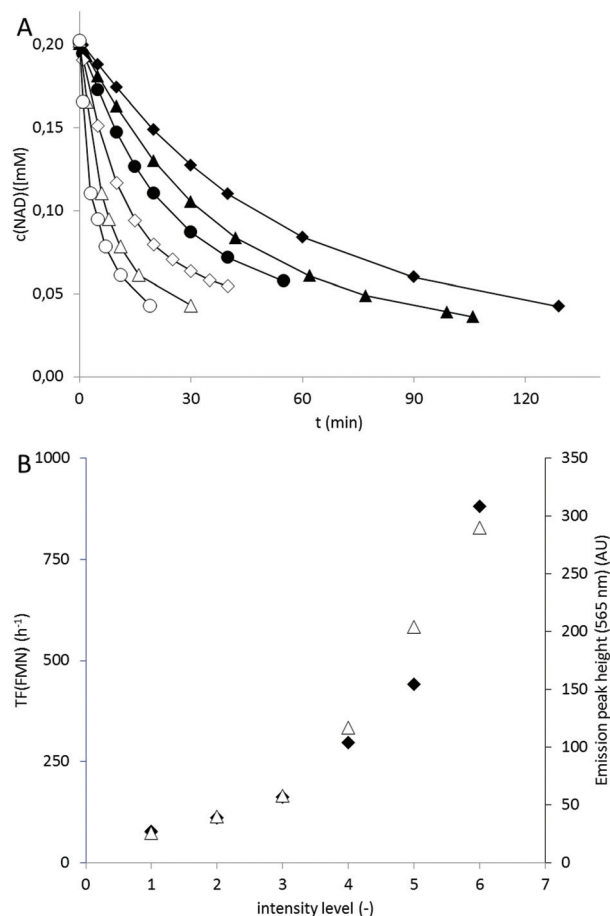 A
0,20
0,15
0,10
0,05
0,00
c(NAD)([mM)
0 30 60 90 120
t (min)
B
1000
750
500
250
0
TF(FMN) (h-1)
350
300
250
200
150
100
50
0
Emission peak height (565 nm) (AU)
0 1 2 3 4 5 6 7
intensity level (-)